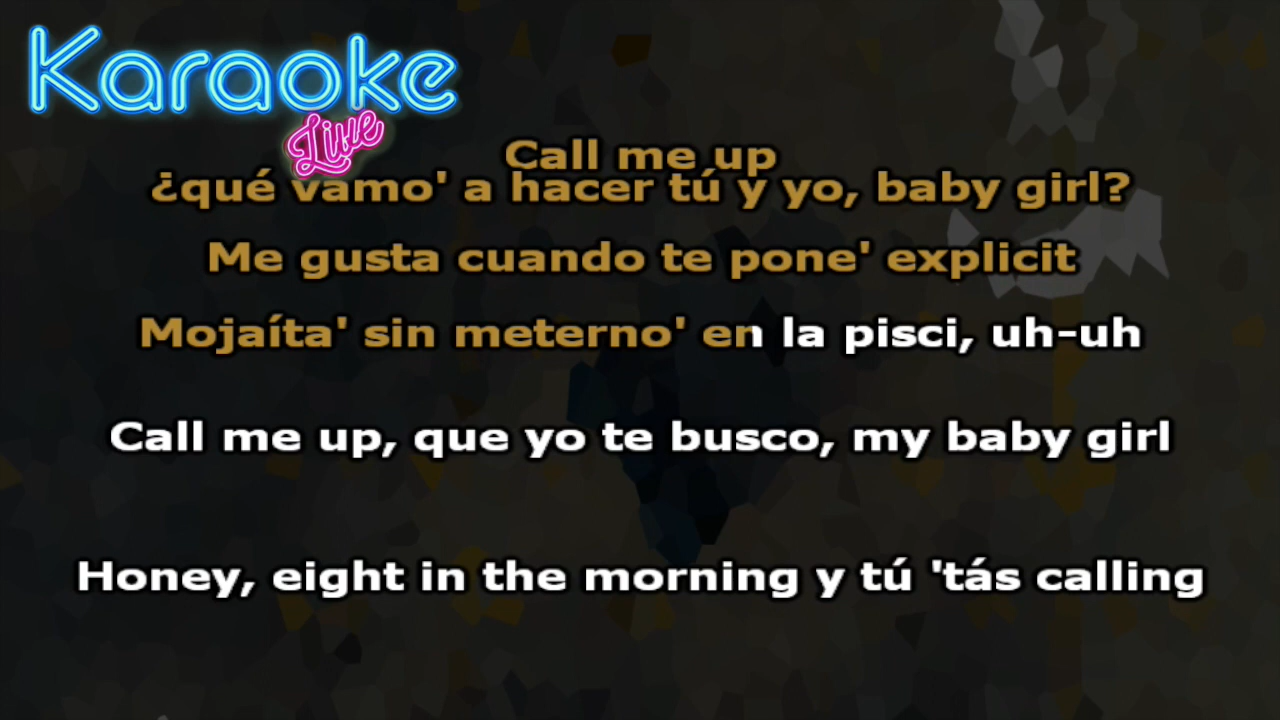 Karaoke
Live
Call me up
¿qué vamo' a hacer tú y yo, baby girl?
Me gusta cuando te pone' explicit
Mojaíta' sin meterno' en la pisci, uh-uh
Call me up, que yo te busco, my baby girl
Honey, eight in the morning y tú 'tás calling